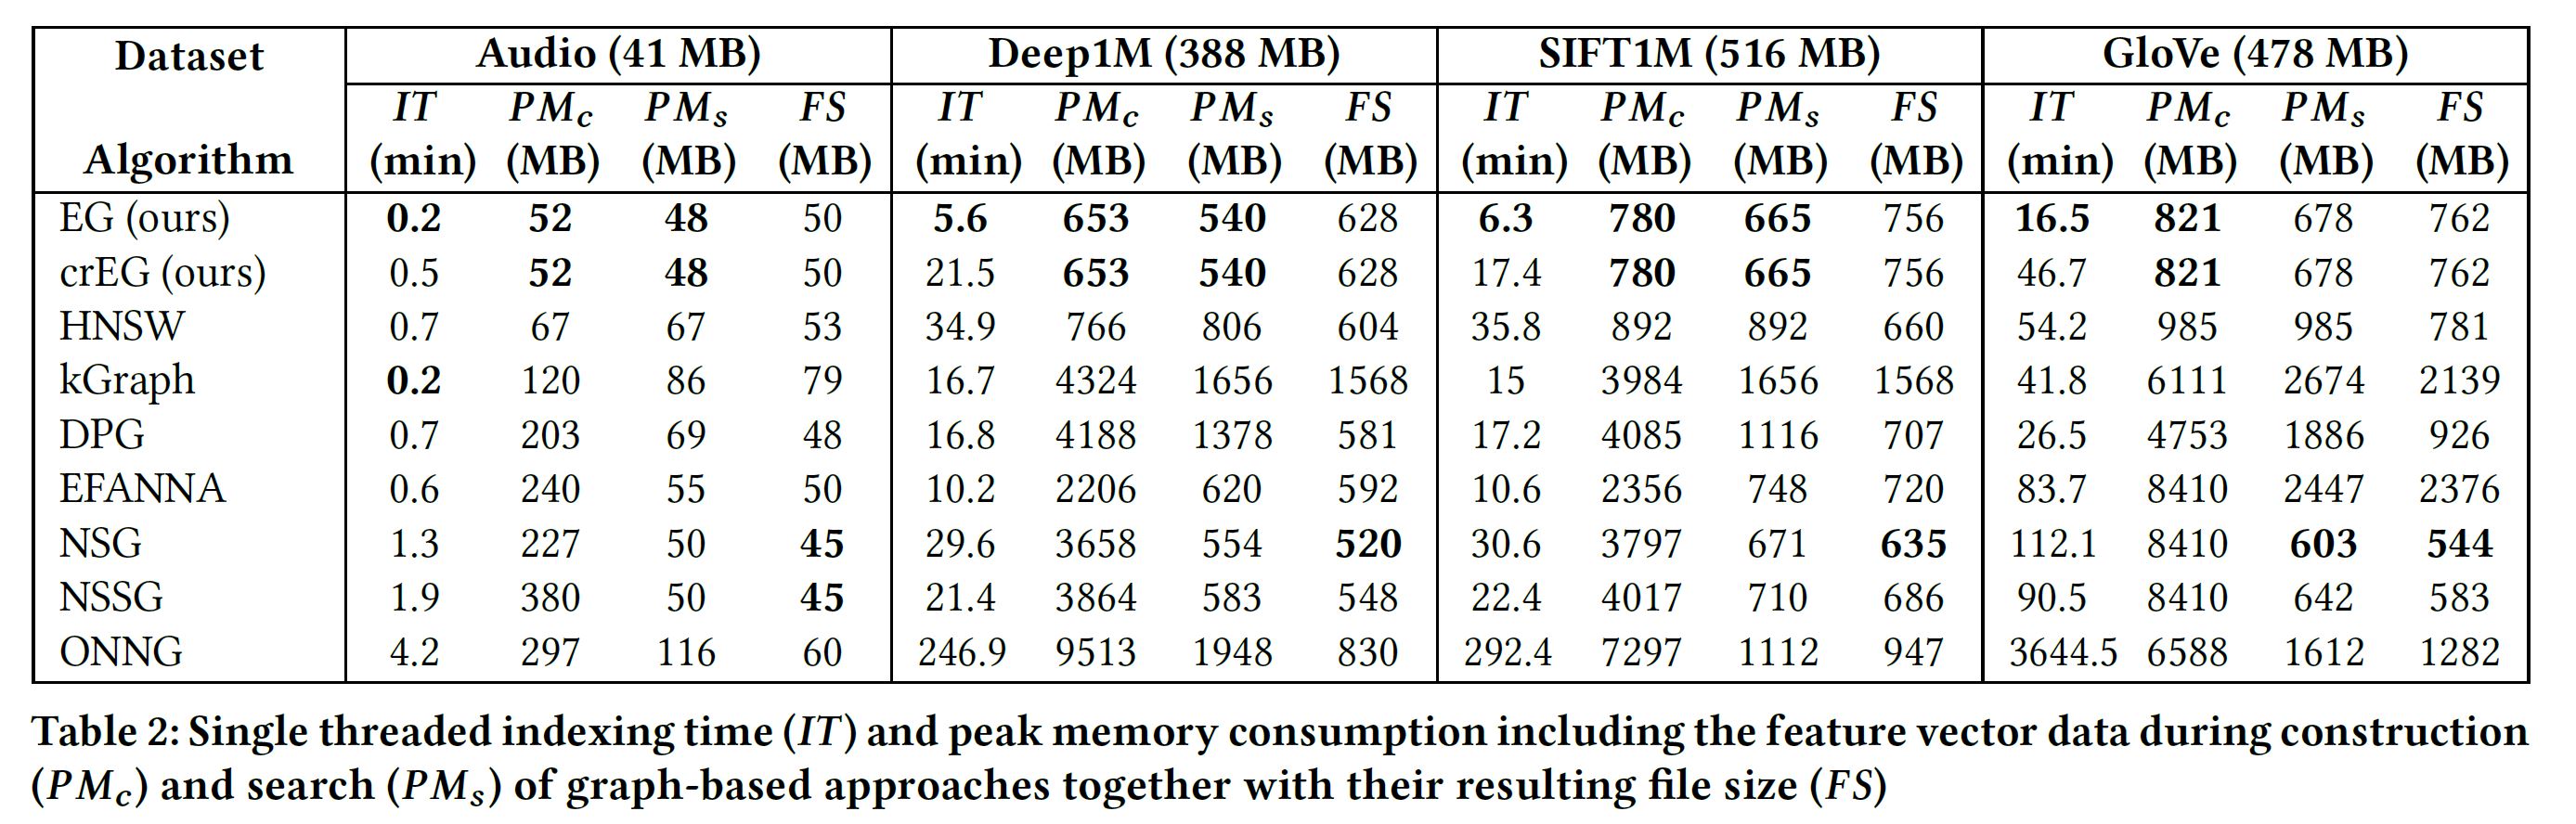 Dataset Audio (41 MB) Deep1M (388 MB) SIFT1M (516 MB) GloVe (478 MB)
IT PMc PMs FS IT PMc PMs FS IT PMc PMs FS IT PMc PMs FS
Algorithm (min) (MB) (MB) (MB) (min) (MB) (MB) (MB) (min) (MB) (MB) (MB) (min) (MB) (MB) (MB)
EG (ours) 0.2 52 48 50 5.6 653 540 628 6.3 780 665 756 16.5 821 678 762
crEG (ours) 0.5 52 48 50 21.5 653 540 628 17.4 780 665 756 46.7 821 678 762
HNSW 0.7 67 67 53 34.9 766 806 604 35.8 892 892 660 54.2 985 985 781
kGraph 0.2 120 86 79 16.7 4324 1656 1568 15 3984 1656 1568 41.8 6111 2674 2139
DPG 0.7 203 69 48 16.8 4188 1378 581 17.2 4085 1116 707 26.5 4753 1886 926
EFANNA 0.6 240 55 50 10.2 2206 620 592 10.6 2356 748 720 83.7 8410 2447 2376
NSG 1.3 227 50 45 29.6 3658 554 520 30.6 3797 671 635 112.1 8410 603 544
NSSG 1.9 380 50 45 21.4 3864 583 548 22.4 4017 710 686 90.5 8410 642 583
ONNG 4.2 297 116 60 246.9 9513 1948 830 292.4 7297 1112 947 3644.5 6588 1612 1282
Table 2: Single threaded indexing time (IT) and peak memory consumption including the feature vector data during construction
(PMc) and search (PMs) of graph-based approaches together with their resulting file size (FS)